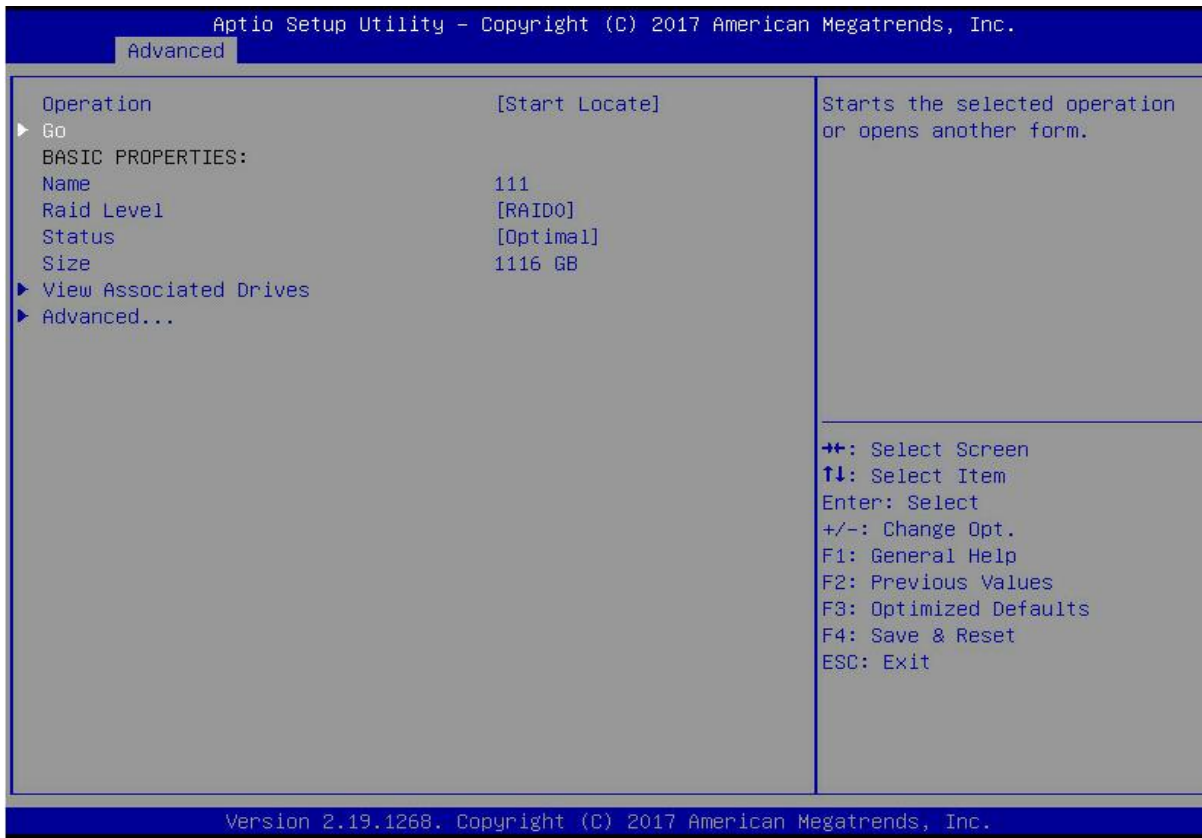 Aptio Setup Utility – Copyright (C) 2017 American Megatrends, Inc.
Advanced
Operation [Start Locate]
Go
BASIC PROPERTIES:
Name 111
Raid Level [RAID0]
Status [Optimal]
Size 1116 GB
View Associated Drives
Advanced...
Starts the selected operation
or opens another form.
→←: Select Screen
↑↓: Select Item
Enter: Select
+/-: Change Opt.
F1: General Help
F2: Previous Values
F3: Optimized Defaults
F4: Save & Reset
ESC: Exit
Version 2.19.1268. Copyright (C) 2017 American Megatrends, Inc.